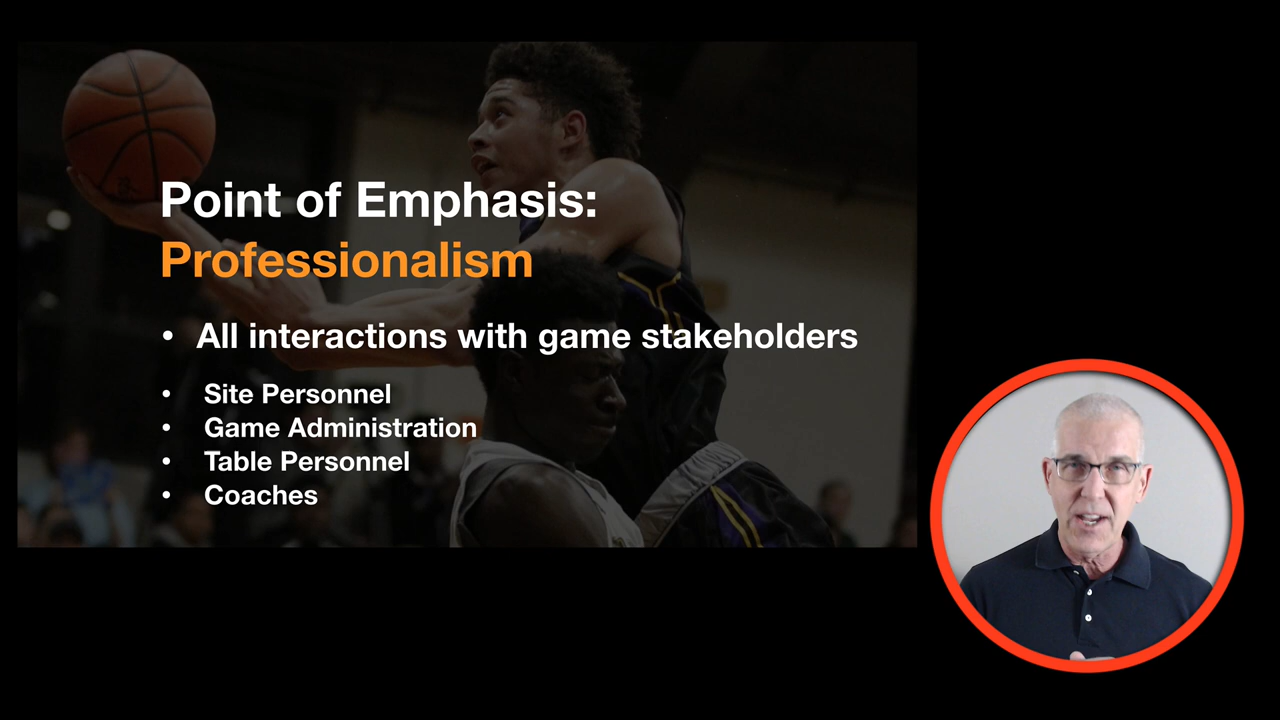 Point of Emphasis:
Professionalism
• All interactions with game stakeholders
• Site Personnel
• Game Administration
• Table Personnel
• Coaches